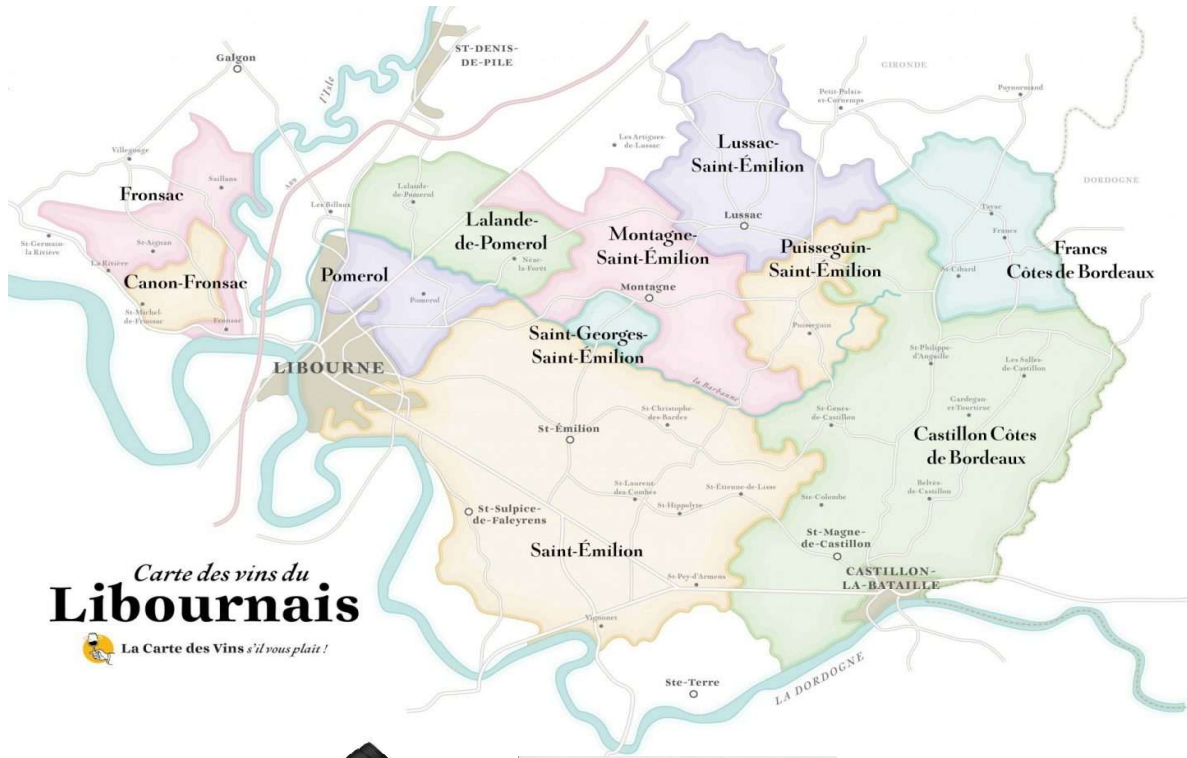 Galgon
l'Isle
ST-DENIS-
DE-PILE
GIRONDE
Petit-Palais-
et-Cornemps
Puynormand
DORDOGNE
Les Artigues-
de-Lussac
Villegouge
Fronsac
Saillans
A89
Les Billaux
Lalande-
de-Pomerol
Lussac-
Saint-Émilion
Lussac
Tayac
Francs
St-Cibard
Francs
Côtes de Bordeaux
St-Germain-
la Rivière
La Rivière
St-Aignan
Canon-Fronsac
St-Michel-
de-Fronsac
Fronsac
Pomerol
Pomerol
Lalande-
de-Pomerol
Néac-
la-Forêt
Montagne-
Saint-Émilion
Montagne
Puisseguin-
Saint-Émilion
Puisseguin
Saint-Georges-
Saint-Émilion
LIBOURNE
la Barbanne
St-Philippe-
d'Aiguille
Les Salles-
de-Castillon
Gardegan-
et-Tourtirac
St-Genès-
de-Castillon
Castillon Côtes
de Bordeaux
St-Christophe-
des-Bardes
St-Émilion
St-Laurent-
des-Combes
St-Étienne-de-Lisse
St-Hippolyte
Ste-Colombe
Belvès-
de-Castillon
St-Sulpice-
de-Faleyrens
Saint-Émilion
St-Magne-
de-Castillon
CASTILLON-
LA-BATAILLE
St-Pey-d'Armens
Vignonet
Ste-Terre
LA DORDOGNE
Carte des vins du
Libournais
La Carte des Vins s'il vous plait !